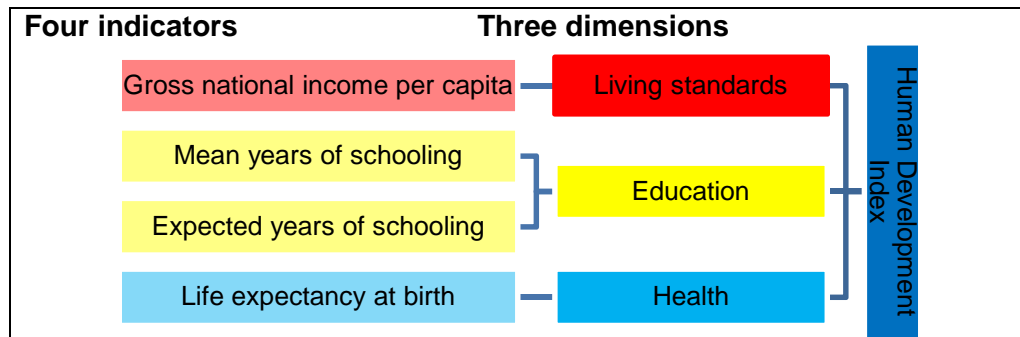 Four indicators
Three dimensions
Gross national income per capita
Living standards
Mean years of schooling
Education
Expected years of schooling
Life expectancy at birth
Health
Human Development
Index